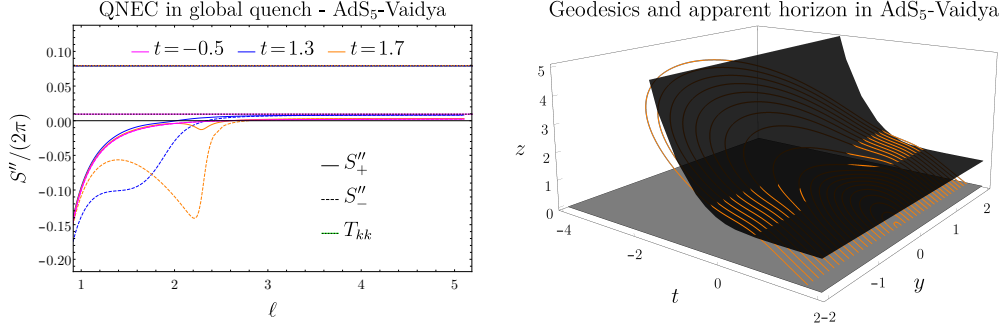 QNEC in global quench - AdS₅-Vaidya
t=−0.5 t=1.3 t=1.7
0.10
0.05
0.00
−0.05
−0.10
−0.15
−0.20
S''/(2π)
S''₊
S''₋
Tₖₖ
1 2 3 4 5
ℓ
Geodesics and apparent horizon in AdS₅-Vaidya
5
4
3
2
1
0
z
−4
−2
0
2
t
−2
−1
0
1
2
y